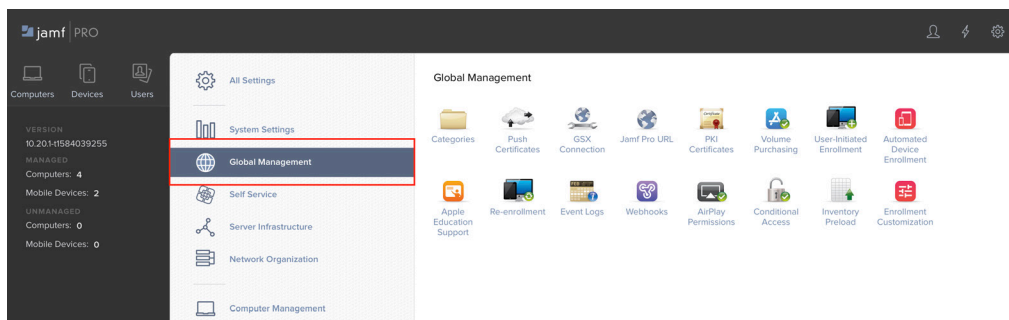 jamf PRO
Computers Devices Users
VERSION
10.20.1-t1584039255
MANAGED
Computers: 4
Mobile Devices: 2
UNMANAGED
Computers: 0
Mobile Devices: 0
All Settings
System Settings
Global Management
Self Service
Server Infrastructure
Network Organization
Computer Management
Global Management
Categories
Push
Certificates
GSX
Connection
Jamf Pro URL
PKI
Certificates
Volume
Purchasing
User-Initiated
Enrollment
Automated
Device
Enrollment
Apple
Education
Support
Re-enrollment
Event Logs
Webhooks
AirPlay
Permissions
Conditional
Access
Inventory
Preload
Enrollment
Customization